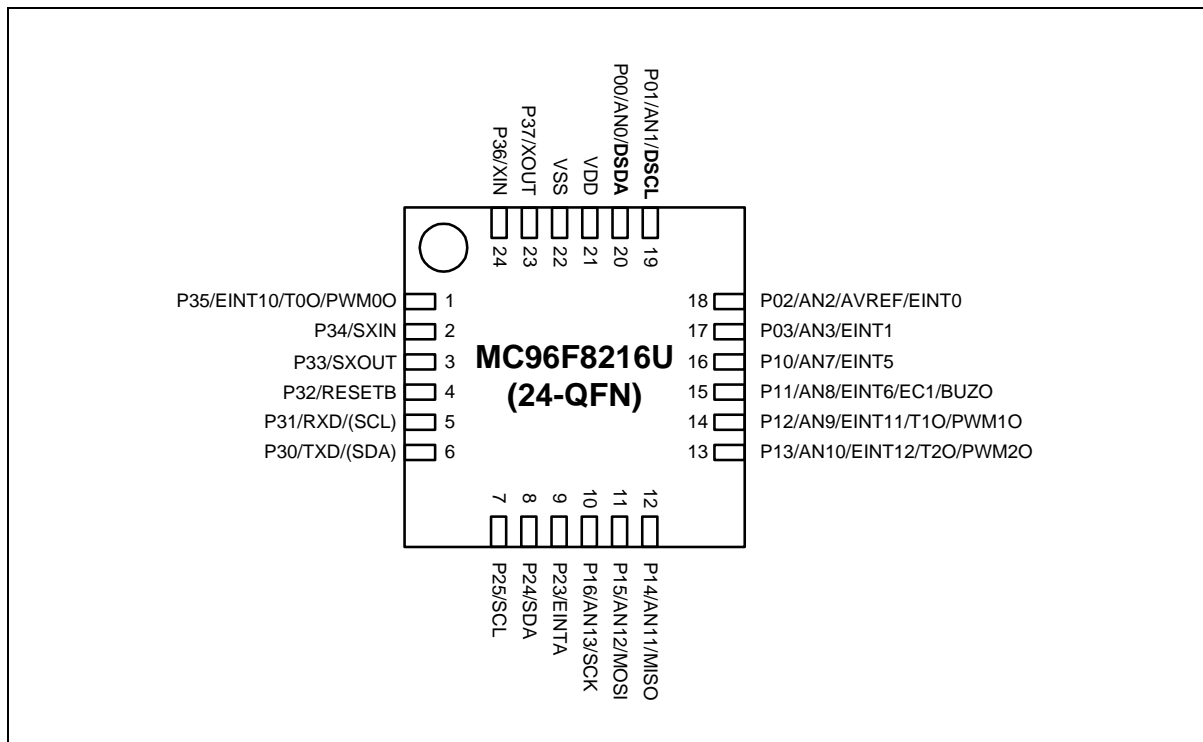 P36/XIN
P37/XOUT
VSS
VDD
P00/AN0/DSDA
P01/AN1/DSCL
24
23
22
21
20
19
P35/EINT10/T0O/PWM0O
1
P34/SXIN
2
P33/SXOUT
3
P32/RESETB
4
P31/RXD/(SCL)
5
P30/TXD/(SDA)
6
MC96F8216U
(24-QFN)
18
P02/AN2/AVREF/EINT0
17
P03/AN3/EINT1
16
P10/AN7/EINT5
15
P11/AN8/EINT6/EC1/BUZO
14
P12/AN9/EINT11/T1O/PWM1O
13
P13/AN10/EINT12/T2O/PWM2O
7
8
9
10
11
12
P25/SCL
P24/SDA
P23/EINTA
P16/AN13/SCK
P15/AN12/MOSI
P14/AN11/MISO